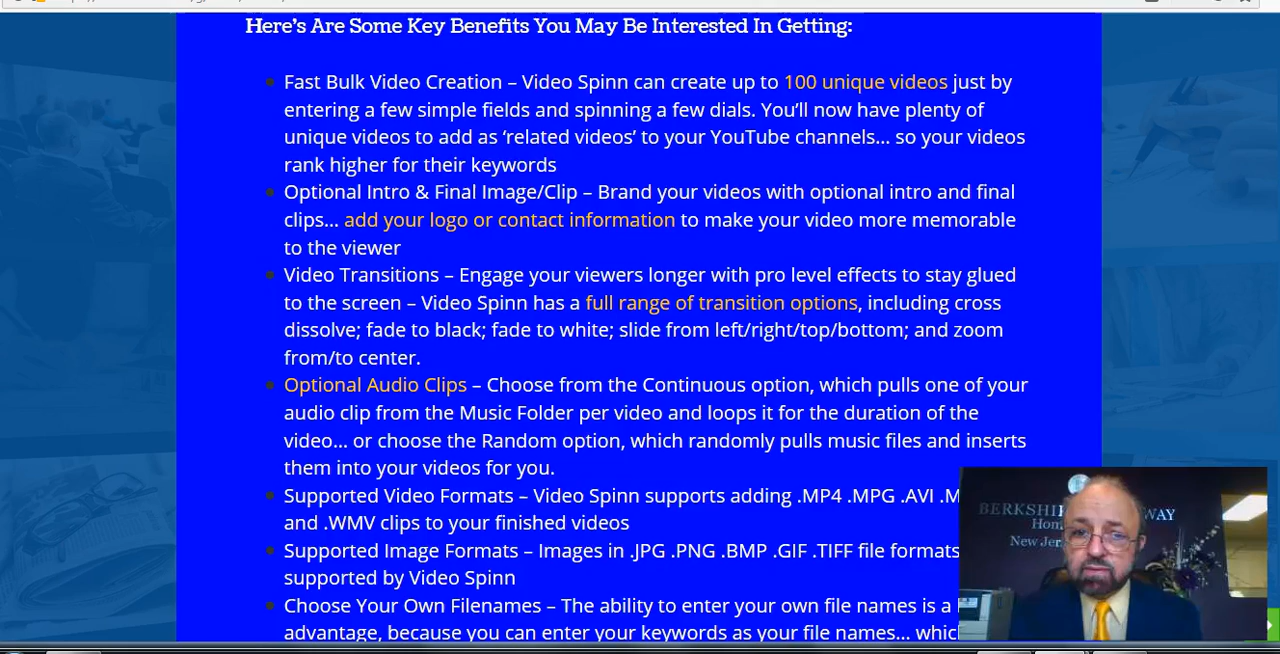 Here's Are Some Key Benefits You May Be Interested In Getting:
Fast Bulk Video Creation – Video Spinn can create up to 100 unique videos just by
entering a few simple fields and spinning a few dials. You'll now have plenty of
unique videos to add as 'related videos' to your YouTube channels... so your videos
rank higher for their keywords
Optional Intro & Final Image/Clip – Brand your videos with optional intro and final
clips... add your logo or contact information to make your video more memorable
to the viewer
Video Transitions – Engage your viewers longer with pro level effects to stay glued
to the screen – Video Spinn has a full range of transition options, including cross
dissolve; fade to black; fade to white; slide from left/right/top/bottom; and zoom
from/to center.
Optional Audio Clips – Choose from the Continuous option, which pulls one of your
audio clip from the Music Folder per video and loops it for the duration of the
video... or choose the Random option, which randomly pulls music files and inserts
them into your videos for you.
Supported Video Formats – Video Spinn supports adding .MP4 .MPG .AVI .M
and .WMV clips to your finished videos
Supported Image Formats – Images in .JPG .PNG .BMP .GIF .TIFF file formats
supported by Video Spinn
Choose Your Own Filenames – The ability to enter your own file names is a
advantage, because you can enter your keywords as your file names... whic
BERKSHI WAY
Hom
New Jer